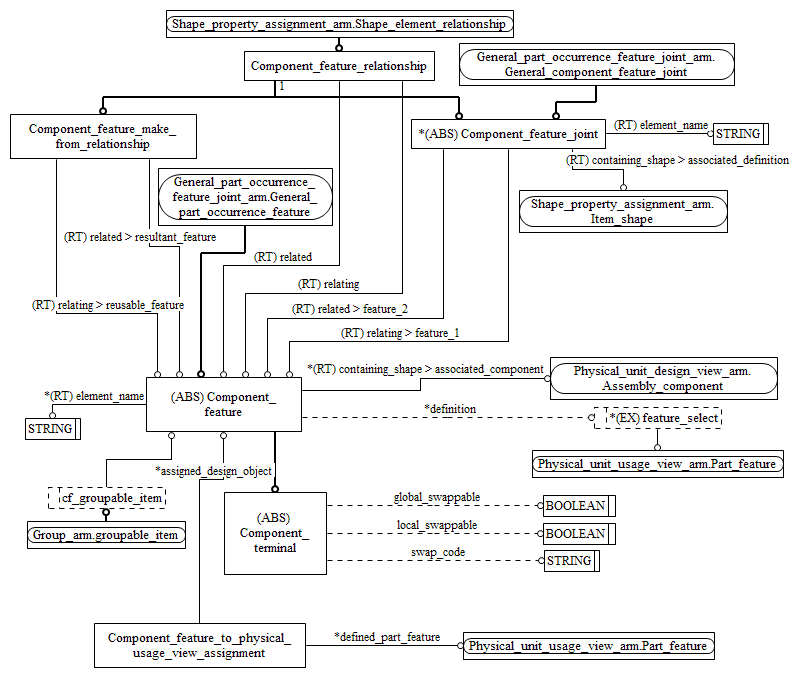 Shape_property_assignment_arm.Shape_element_relationship
Component_feature_relationship
General_part_occurrence_feature_joint_arm.
General_component_feature_joint
1
Component_feature_make_
from_relationship
*(ABS) Component_feature_joint
(RT) element_name
STRING
(RT) containing_shape > associated_definition
General_part_occurrence_
feature_joint_arm.General_
part_occurrence_feature
Shape_property_assignment_arm.
Item_shape
(RT) related > resultant_feature
(RT) related
(RT) relating
(RT) relating > reusable_feature
(RT) related > feature_2
(RT) relating > feature_1
*(RT) containing_shape > associated_component
Physical_unit_design_view_arm.
Assembly_component
*(RT) element_name
(ABS) Component_
feature
*definition
*(EX) feature_select
STRING
Physical_unit_usage_view_arm.Part_feature
*assigned_design_object
cf_groupable_item
Group_arm.groupable_item
(ABS)
Component_
terminal
global_swappable
BOOLEAN
local_swappable
BOOLEAN
swap_code
STRING
Component_feature_to_physical_
usage_view_assignment
*defined_part_feature
Physical_unit_usage_view_arm.Part_feature